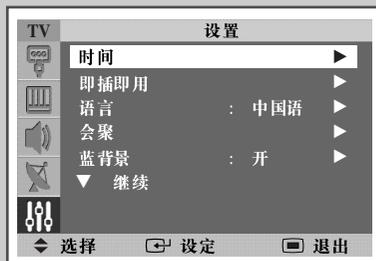 TV 设置
时间 ▶
即插即用 ▶
语言 : 中国语 ▶
会聚 ▶
蓝背景 : 开 ▶
▼ 继续
选择 设定 退出